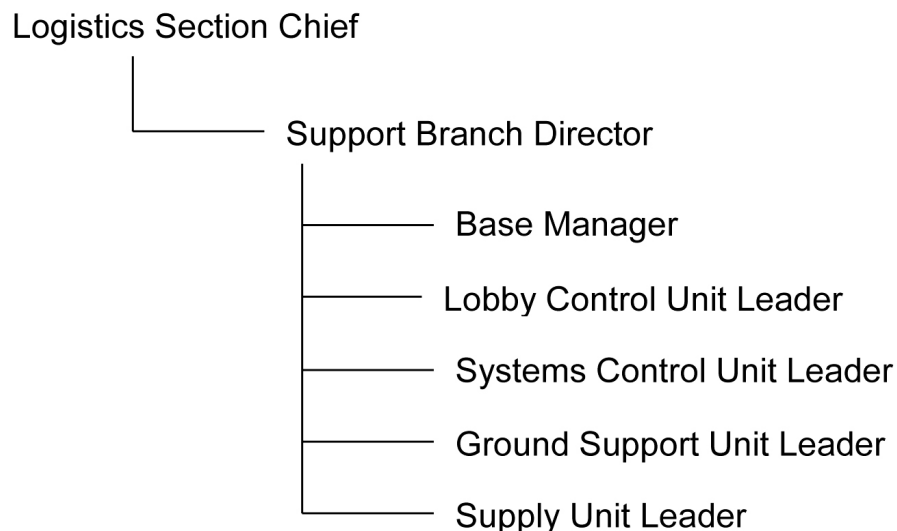 Logistics Section Chief
Support Branch Director
Base Manager
Lobby Control Unit Leader
Systems Control Unit Leader
Ground Support Unit Leader
Supply Unit Leader